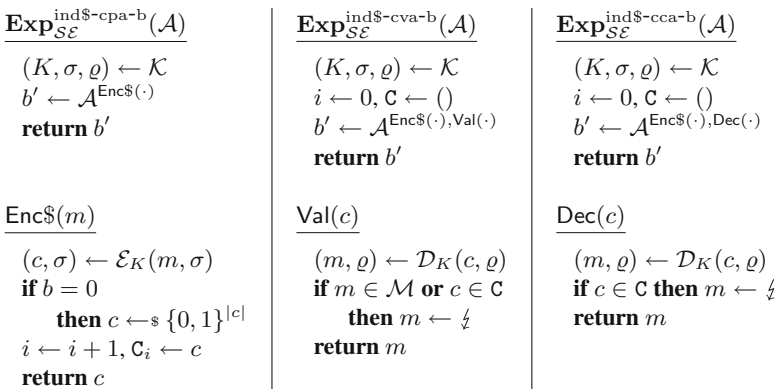 Exp_{SE}^{ind$-cpa-b}(A)
(K, σ, ϱ) ← K
b′ ← A^{Enc$(·)}
return b′
Enc$(m)
(c, σ) ← E_K(m, σ)
if b = 0
then c ←$ {0, 1}^{|c|}
i ← i + 1, C_i ← c
return c
Exp_{SE}^{ind$-cva-b}(A)
(K, σ, ϱ) ← K
i ← 0, C ← ()
b′ ← A^{Enc$(·),Val(·)}
return b′
Val(c)
(m, ϱ) ← D_K(c, ϱ)
if m ∈ M or c ∈ C
then m ← ↯
return m
Exp_{SE}^{ind$-cca-b}(A)
(K, σ, ϱ) ← K
i ← 0, C ← ()
b′ ← A^{Enc$(·),Dec(·)}
return b′
Dec(c)
(m, ϱ) ← D_K(c, ϱ)
if c ∈ C then m ← ↯
return m